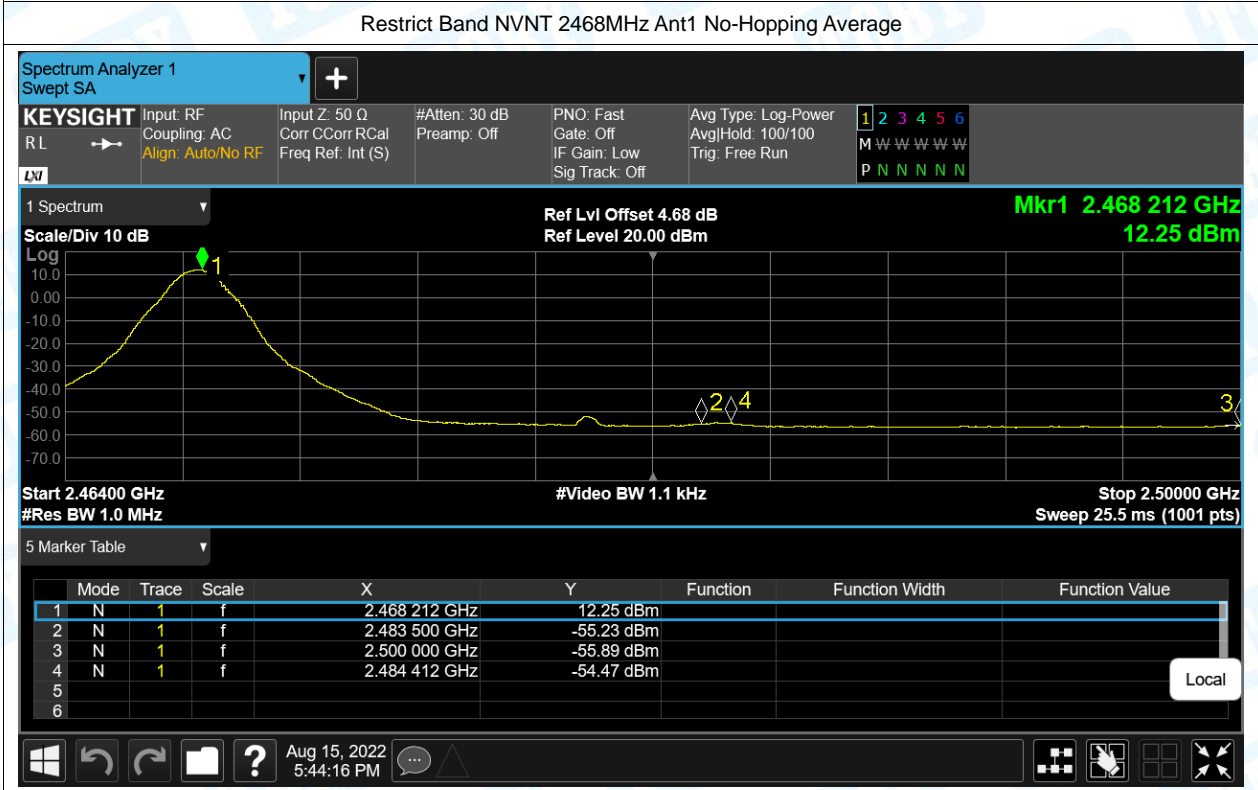 Restrict Band NVNT 2468MHz Ant1 No-Hopping Average
Spectrum Analyzer 1
Swept SA
KEYSIGHT
RL
LXI
Input: RF
Coupling: AC
Align: Auto/No RF
Input Z: 50 Ω
Corr CCorr RCal
Freq Ref: Int (S)
#Atten: 30 dB
Preamp: Off
PNO: Fast
Gate: Off
IF Gain: Low
Sig Track: Off
Avg Type: Log-Power
Avg|Hold: 100/100
Trig: Free Run
1 2 3 4 5 6
M W W W W W
P N N N N N
1 Spectrum
Scale/Div 10 dB
Ref Lvl Offset 4.68 dB
Ref Level 20.00 dBm
Mkr1 2.468 212 GHz
12.25 dBm
Log
10.0
0.00
-10.0
-20.0
-30.0
-40.0
-50.0
-60.0
-70.0
1
2
4
3
Start 2.46400 GHz
#Res BW 1.0 MHz
#Video BW 1.1 kHz
Stop 2.50000 GHz
Sweep 25.5 ms (1001 pts)
5 Marker Table
Mode Trace Scale X Y Function Function Width Function Value
1 N 1 f 2.468 212 GHz 12.25 dBm
2 N 1 f 2.483 500 GHz -55.23 dBm
3 N 1 f 2.500 000 GHz -55.89 dBm
4 N 1 f 2.484 412 GHz -54.47 dBm
5
6
Local
?
Aug 15, 2022
5:44:16 PM